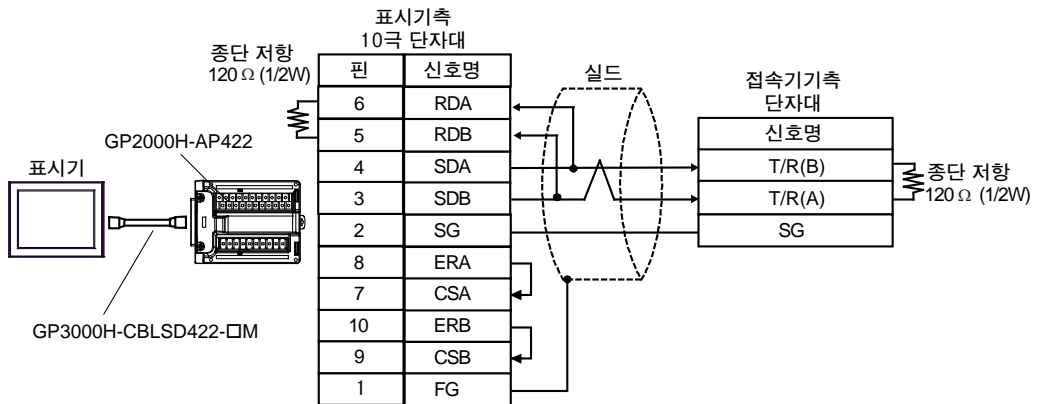 표시기측
10극 단자대
종단 저항
120 Ω (1/2W)
핀 신호명
6 RDA
5 RDB
4 SDA
3 SDB
2 SG
8 ERA
7 CSA
10 ERB
9 CSB
1 FG
실드
접속기기측
단자대
신호명
T/R(B)
T/R(A)
SG
종단 저항
120 Ω (1/2W)
GP2000H-AP422
표시기
GP3000H-CBLSD422-□M